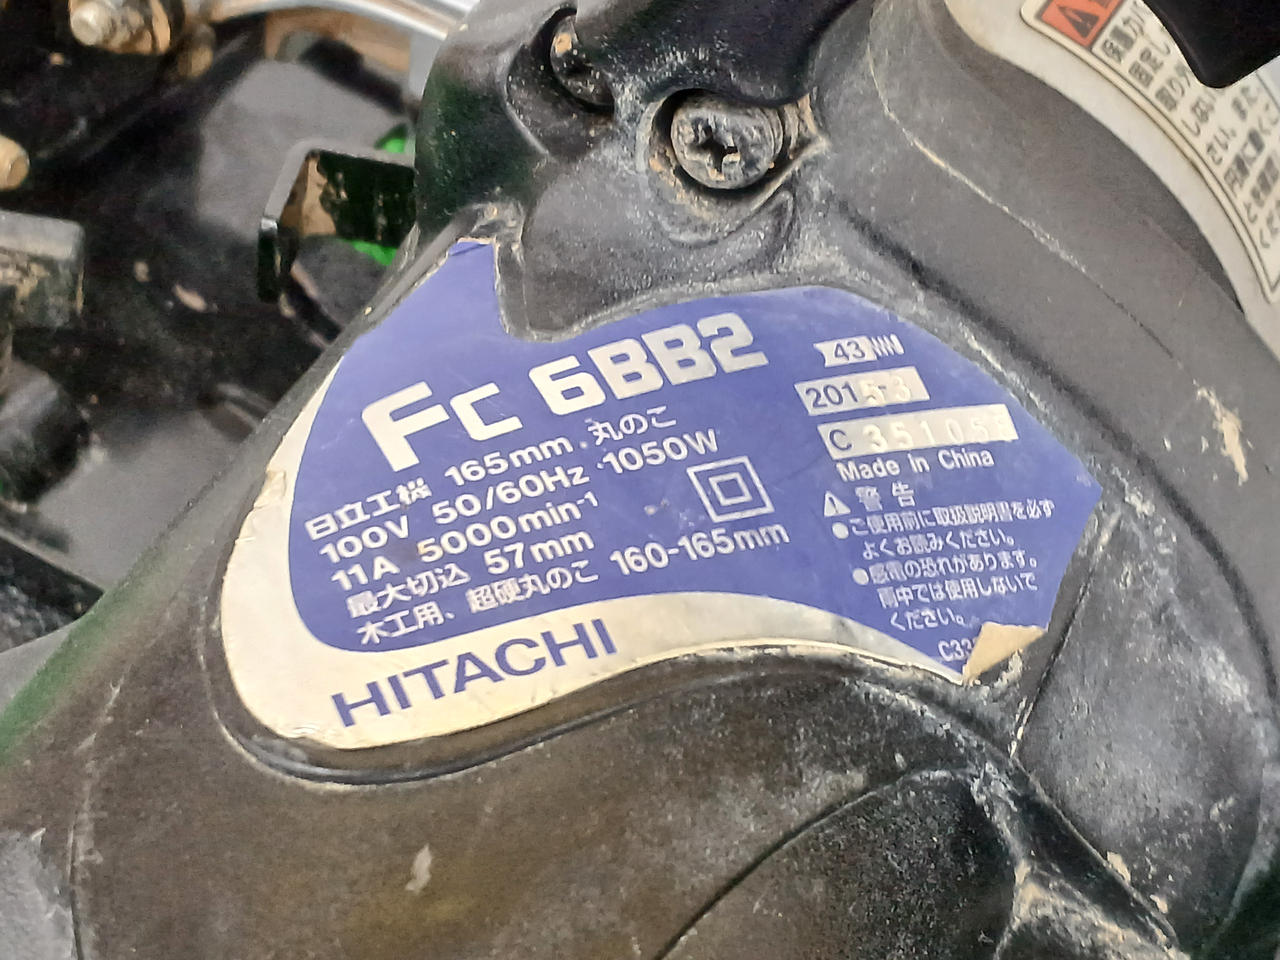 FC 6BB2
日立工機 165mm 丸のこ
100V 50/60Hz 1050W
11A 5000min-1
最大切込 57mm
木工用、超硬丸のこ 160-165mm
HITACHI
43
2015
C 35105
Made in China
⚠ 警告
●ご使用前に取扱説明書を必ず
よくお読みください。
●感電の恐れがあります。
雨中では使用しないで
ください。
C33